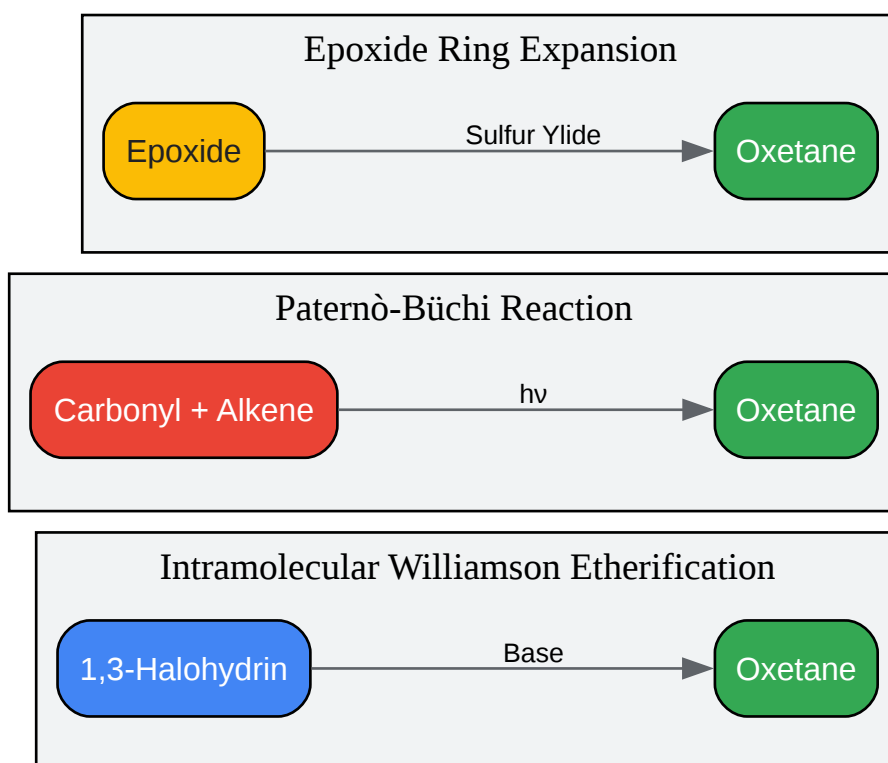 Epoxide Ring Expansion
Epoxide
Sulfur Ylide
Oxetane
Paternò-Büchi Reaction
Carbonyl + Alkene
hν
Oxetane
Intramolecular Williamson Etherification
1,3-Halohydrin
Base
Oxetane